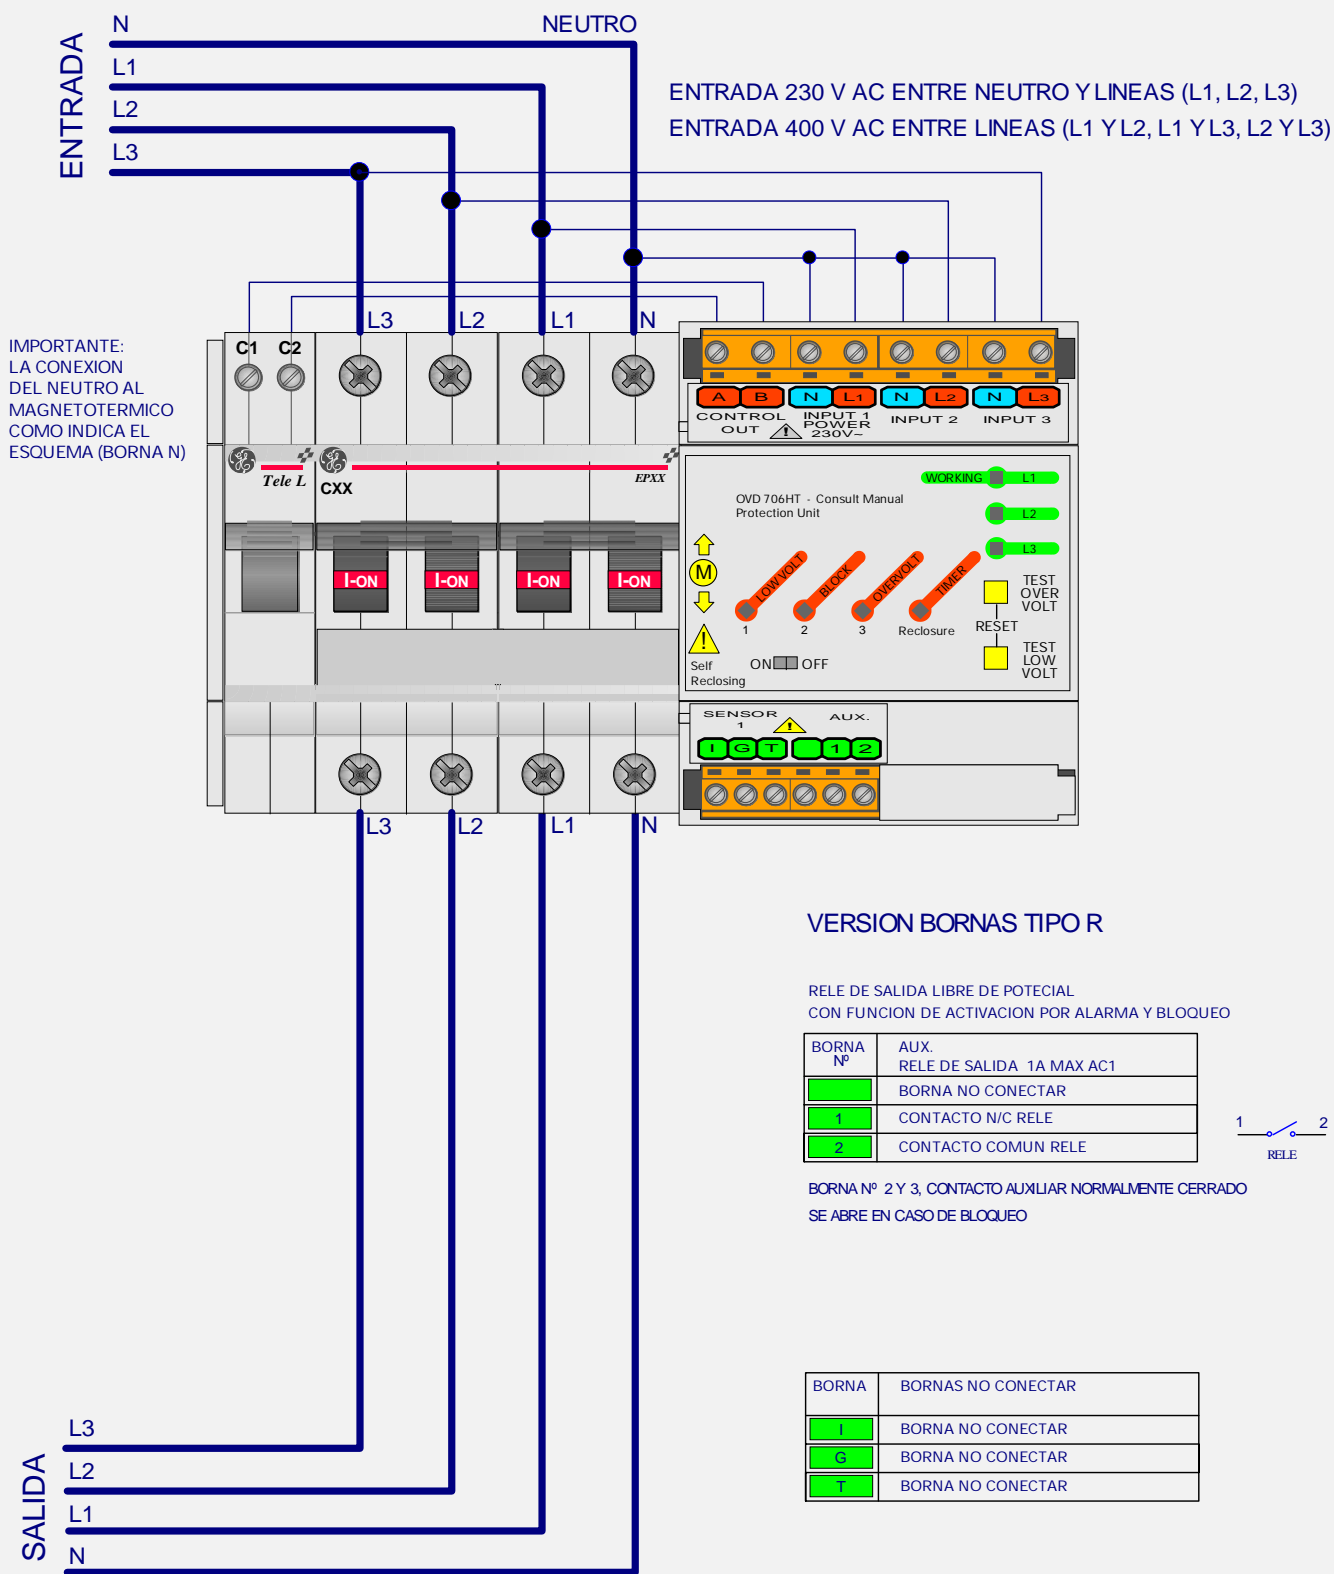 N
NEUTRO
ENTRADA
L1
L2
L3
ENTRADA 230 V AC ENTRE NEUTRO Y LINEAS (L1, L2, L3)
ENTRADA 400 V AC ENTRE LINEAS (L1 Y L2, L1 Y L3, L2 Y L3)
L3
L2
L1
N
IMPORTANTE:
LA CONEXION
DEL NEUTRO AL
MAGNETOTERMICO
COMO INDICA EL
ESQUEMA (BORNA N)
C1 C2
A B N L1 N L2 N L3
CONTROL OUT
INPUT 1
POWER
230V~
INPUT 2
INPUT 3
Tele L
CXX
EPXX
WORKING L1
L2
L3
OVD 706HT - Consult Manual
Protection Unit
M
LOW VOLT
BLOCK
OVERVOLT
TIMER
1 2 3 Reclosure
TEST
OVER
VOLT
RESET
TEST
LOW
VOLT
I-ON I-ON I-ON I-ON
Self
Reclosing
ON OFF
SENSOR
1
AUX.
I G T 1 2
L3 L2 L1 N
VERSION BORNAS TIPO R
RELE DE SALIDA LIBRE DE POTECIAL
CON FUNCION DE ACTIVACION POR ALARMA Y BLOQUEO
BORNA
Nº
AUX.
RELE DE SALIDA 1A MAX AC1
BORNA NO CONECTAR
1 CONTACTO N/C RELE
2 CONTACTO COMUN RELE
1 2
RELE
BORNA Nº 2 Y 3, CONTACTO AUXILIAR NORMALMENTE CERRADO
SE ABRE EN CASO DE BLOQUEO
BORNA BORNAS NO CONECTAR
I BORNA NO CONECTAR
G BORNA NO CONECTAR
T BORNA NO CONECTAR
SALIDA
L3
L2
L1
N